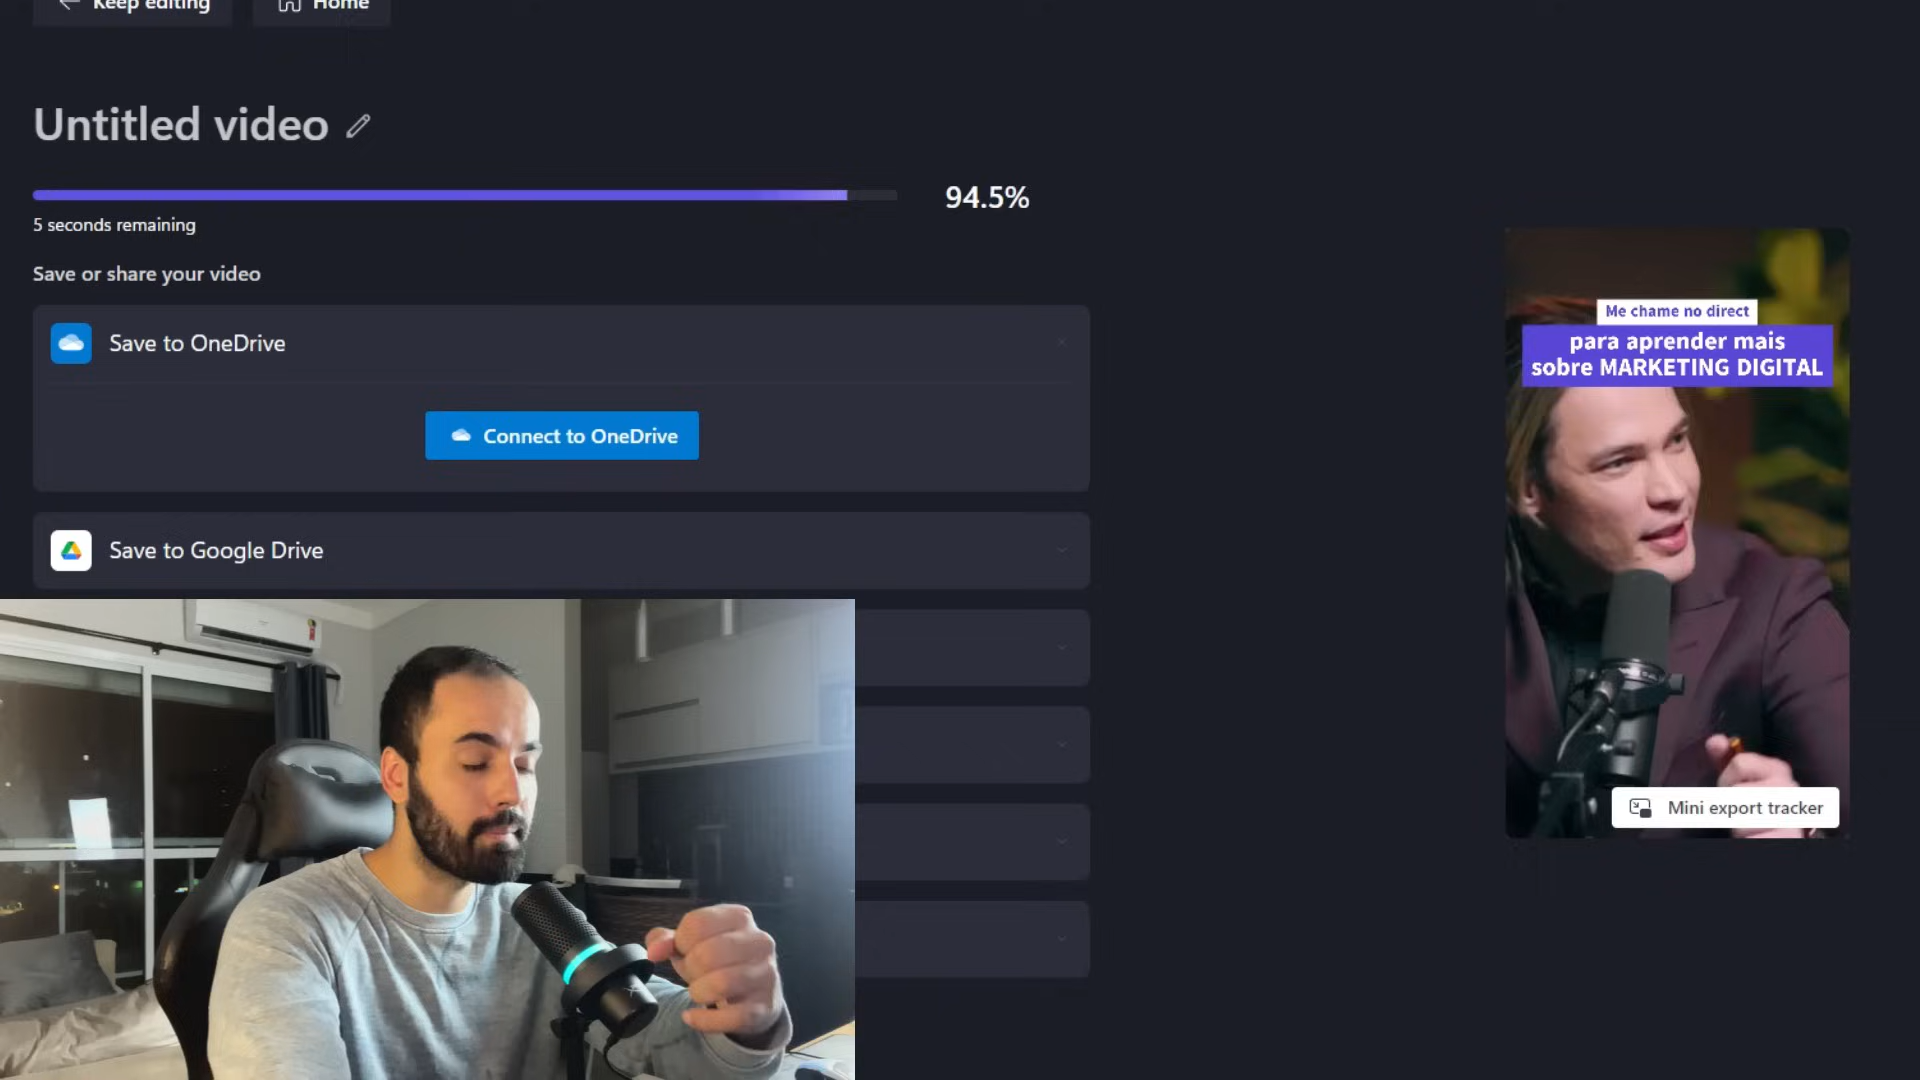 Keep editing
Home
Untitled video
94.5%
5 seconds remaining
Save or share your video
Save to OneDrive
Connect to OneDrive
Save to Google Drive
Me chame no direct
para aprender mais
sobre MARKETING DIGITAL
Mini export tracker